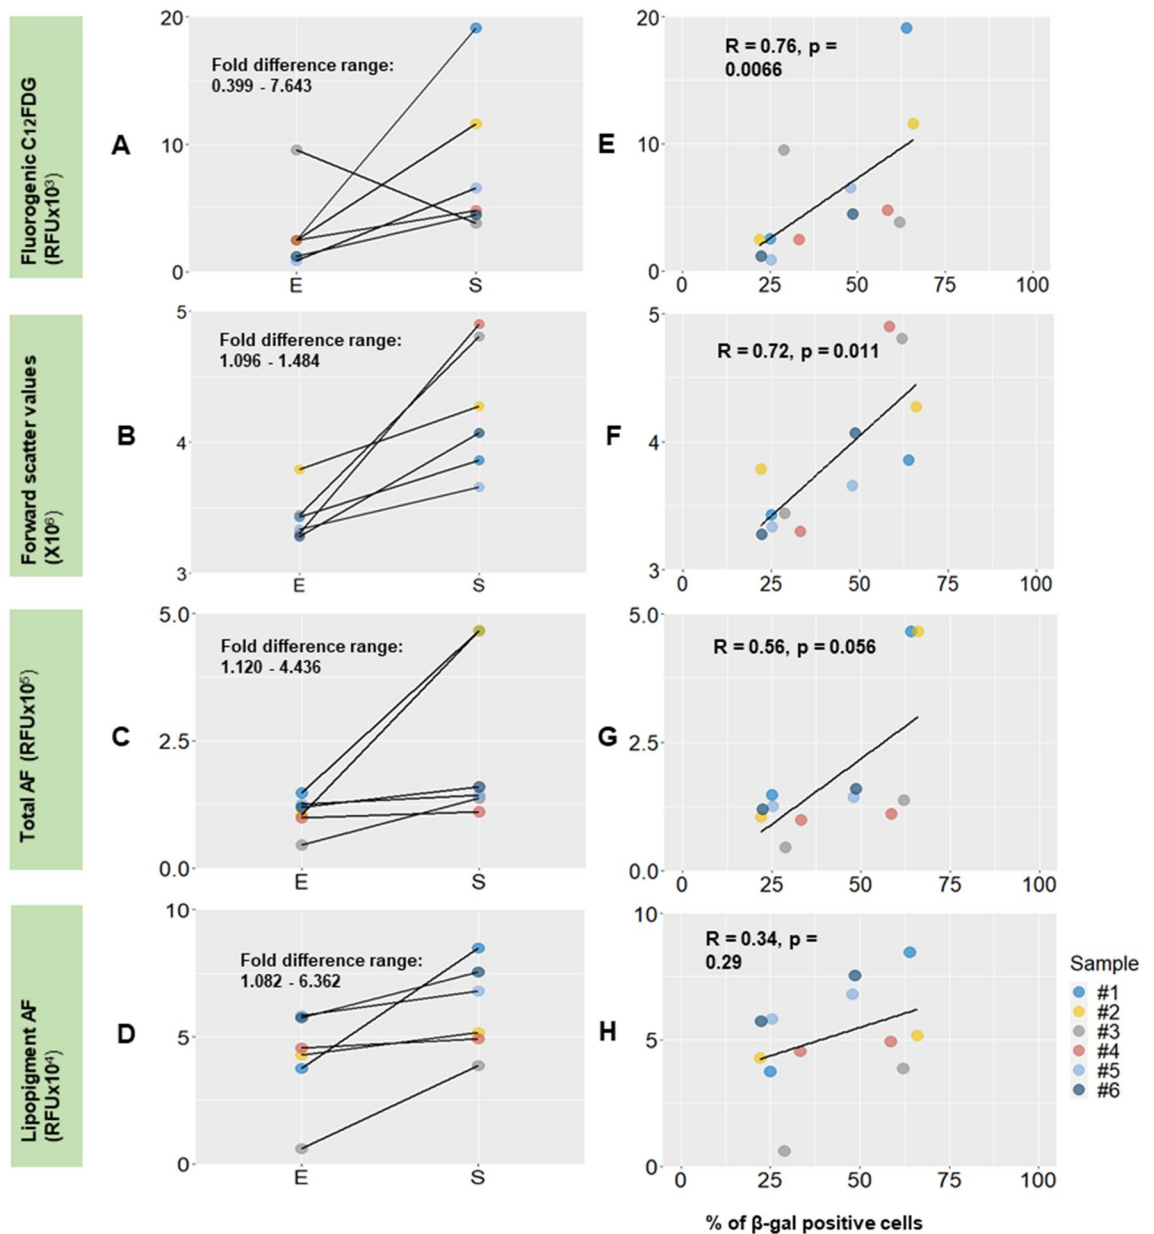 Fluorogenic C12FDG
(RFUx10³)
A
20
10
0
Fold difference range:
0.399 - 7.643
E
S
E
20
10
0
R = 0.76, p =
0.0066
0
25
50
75
100
Forward scatter values
(X10⁶)
B
5
4
3
Fold difference range:
1.096 - 1.484
E
S
F
5
4
3
R = 0.72, p = 0.011
0
25
50
75
100
Total AF (RFUx10⁵)
C
5.0
2.5
0.0
Fold difference range:
1.120 - 4.436
E
S
G
5.0
2.5
0.0
R = 0.56, p = 0.056
0
25
50
75
100
Lipopigment AF
(RFUx10⁴)
D
10
5
0
Fold difference range:
1.082 - 6.362
E
S
H
10
5
0
R = 0.34, p =
0.29
0
25
50
75
100
% of β-gal positive cells
Sample
#1
#2
#3
#4
#5
#6